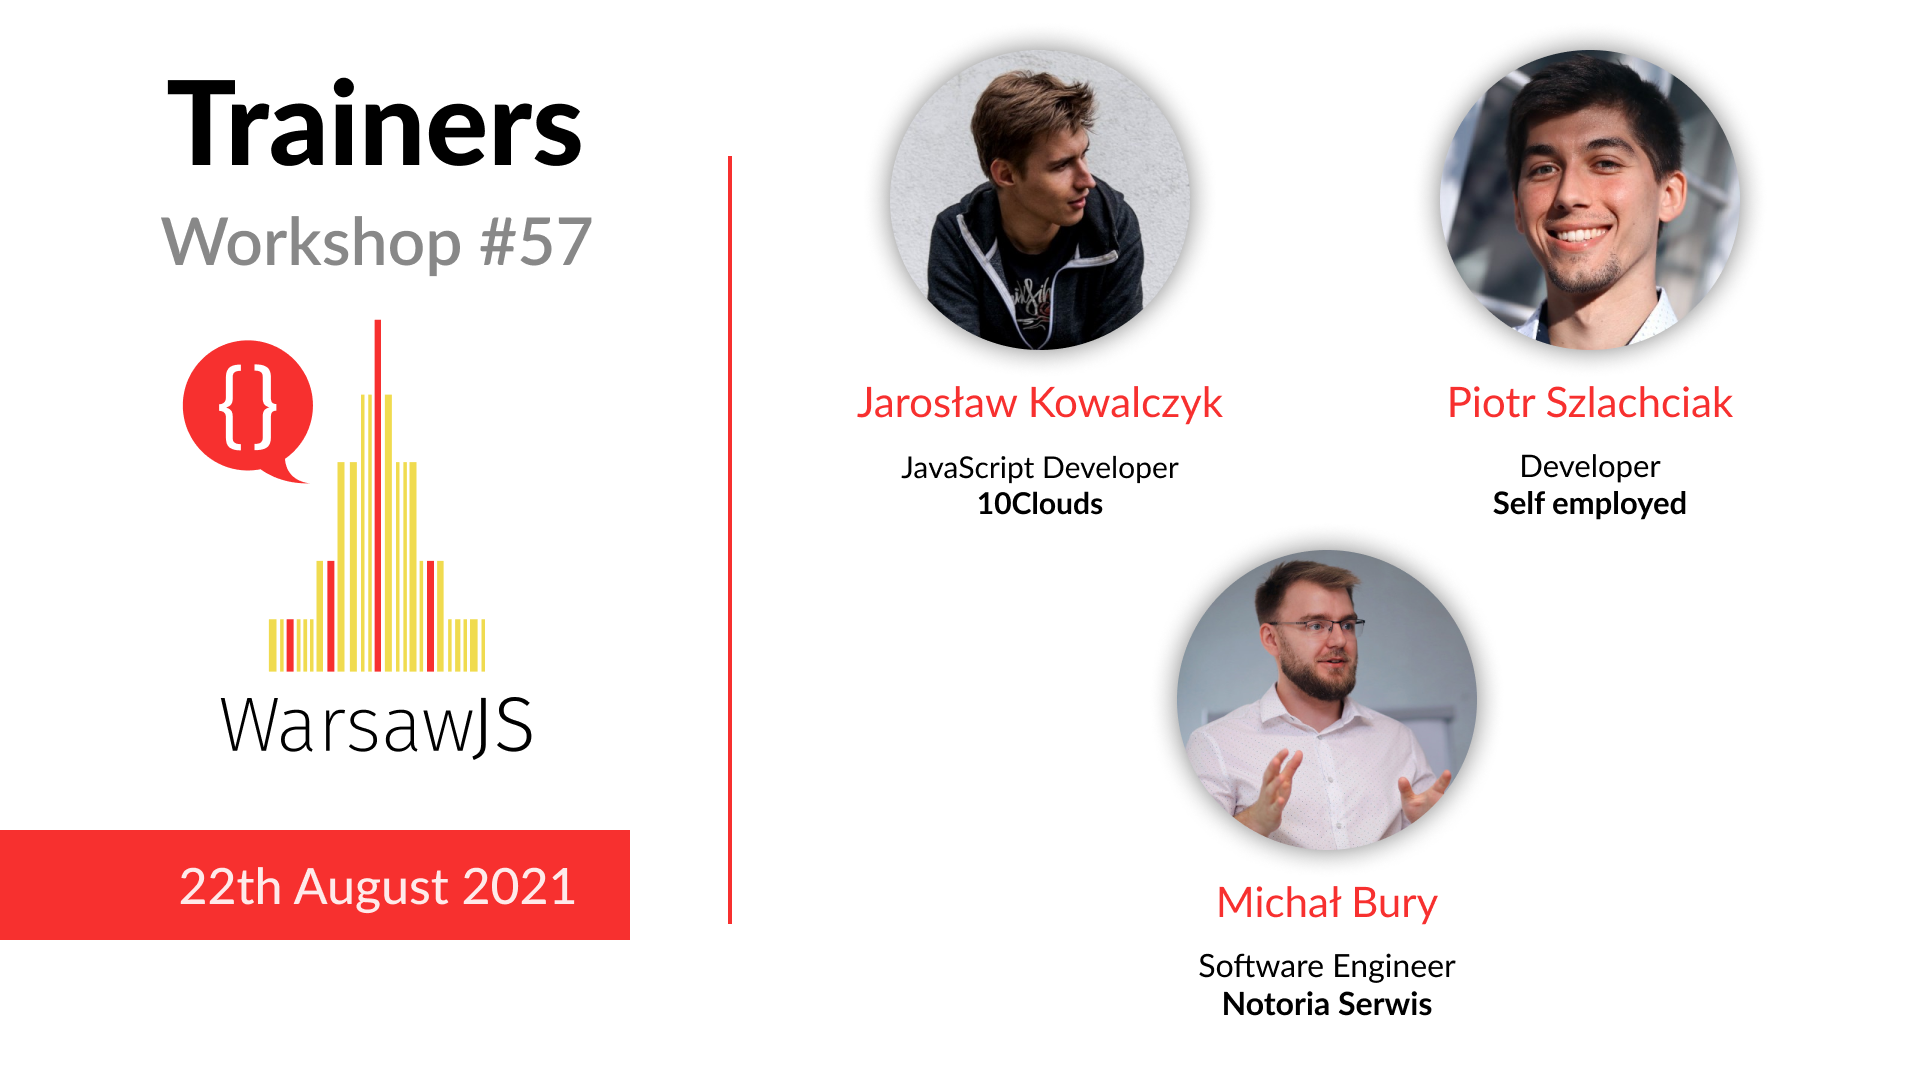 Trainers
Workshop #57
{}
WarsawJS
22th August 2021
Jarosław Kowalczyk
JavaScript Developer
10Clouds
Piotr Szlachciak
Developer
Self employed
Michał Bury
Software Engineer
Notoria Serwis